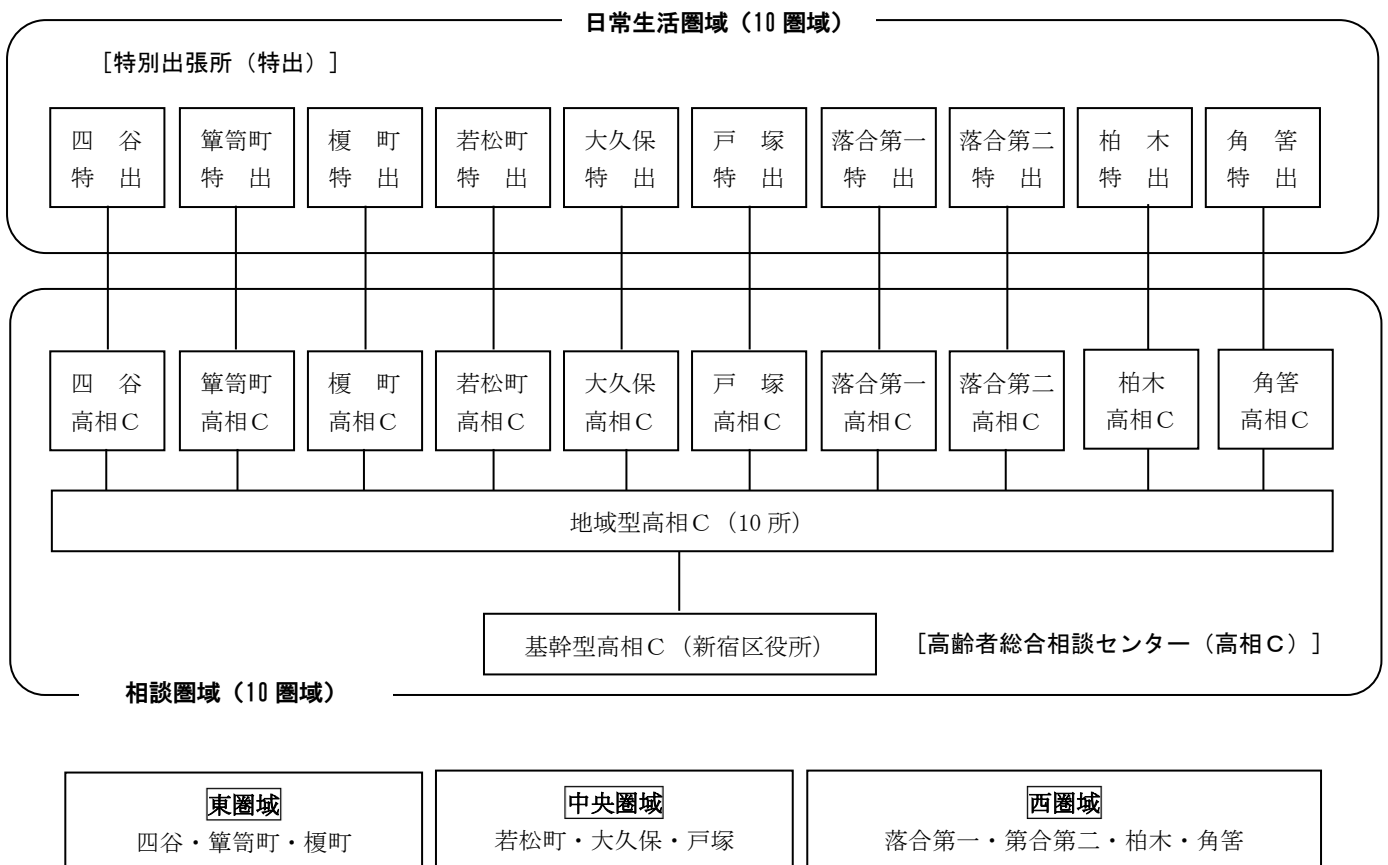 日常生活圏域（10 圏域）
［特別出張所（特出）］
四　谷
特　出
簞笥町
特　出
榎　町
特　出
若松町
特　出
大久保
特　出
戸　塚
特　出
落合第一
特　出
落合第二
特　出
柏　木
特　出
角　筈
特　出
四　谷
高相Ｃ
簞笥町
高相Ｃ
榎　町
高相Ｃ
若松町
高相Ｃ
大久保
高相Ｃ
戸　塚
高相Ｃ
落合第一
高相Ｃ
落合第二
高相Ｃ
柏木
高相Ｃ
角筈
高相Ｃ
地域型高相Ｃ（10 所）
基幹型高相Ｃ（新宿区役所）
［高齢者総合相談センター（高相Ｃ）］
相談圏域（10 圏域）
東圏域
四谷・簞笥町・榎町
中央圏域
若松町・大久保・戸塚
西圏域
落合第一・第合第二・柏木・角筈